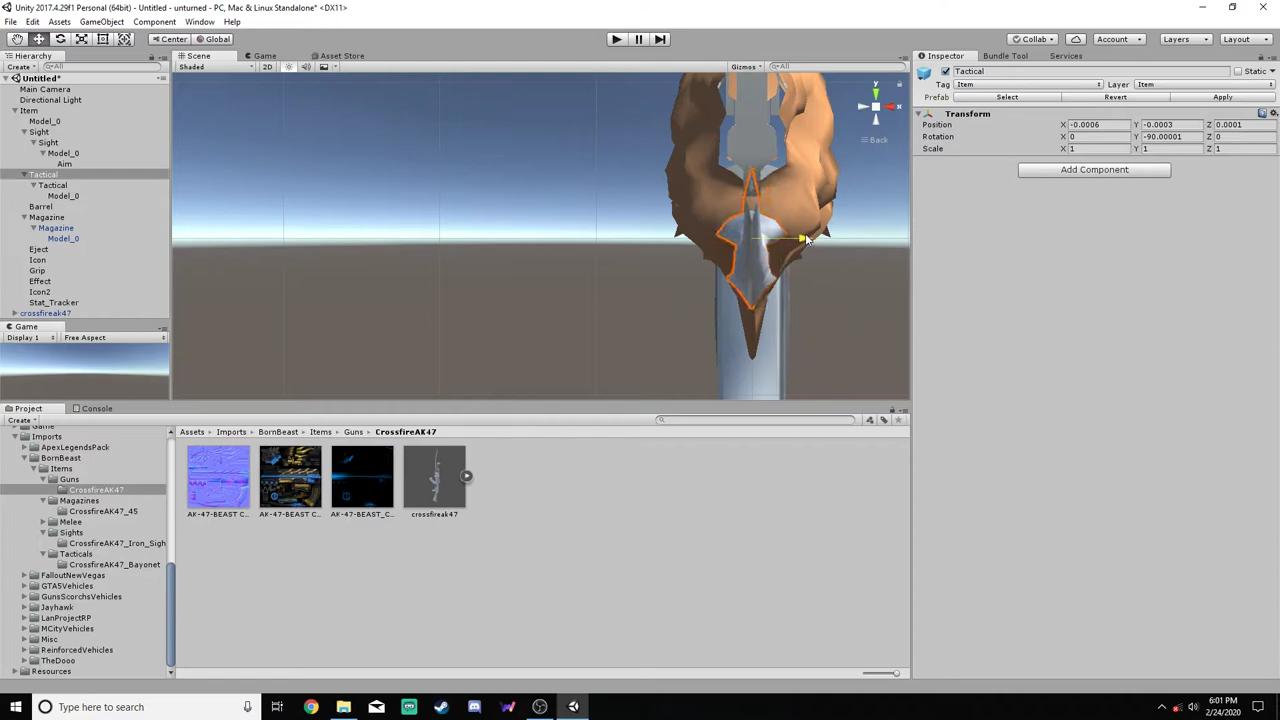 Unity 2017.4.29f1 Personal (64bit) - Untitled - unturned - PC, Mac & Linux Standalone* <DX11>
File Edit Assets GameObject Component Window Help
Center Global Collab Account Layers Layout
Hierarchy Scene Game Asset Store Inspector Bundle Tool Services
Create All Shaded 2D Gizmos All Tactical Static
Untitled*
Main Camera
Directional Light
Item
Model_0
Sight
Sight
Model_0
Aim
Tactical
Tactical
Model_0
Barrel
Magazine
Magazine
Model_0
Eject
Icon
Grip
Effect
Icon2
Stat_Tracker
crossfireak47
y
x
Back
Tag Item Layer Item
Prefab Select Revert Apply
Transform
Position X -0.0006 Y -0.0003 Z 0.0001
Rotation X 0 Y -90.00001 Z 0
Scale X 1 Y 1 Z 1
Add Component
Game
Display 1 Free Aspect
Project Console
Create
Game
Imports
ApexLegendsPack
BornBeast
Items
Guns
CrossfireAK47
Magazines
CrossfireAK47_45
Melee
Sights
CrossfireAK47_Iron_Sigh
Tacticals
CrossfireAK47_Bayonet
FalloutNewVegas
GTA5Vehicles
GunsScorchsVehicles
Jayhawk
LanProjectRP
MCityVehicles
Misc
ReinforcedVehicles
TheDooo
Resources
Assets Imports BornBeast Items Guns CrossfireAK47
AK-47-BEAST C... AK-47-BEAST C... AK-47-BEAST_C... crossfireak47
Type here to search
6:01 PM
2/24/2020